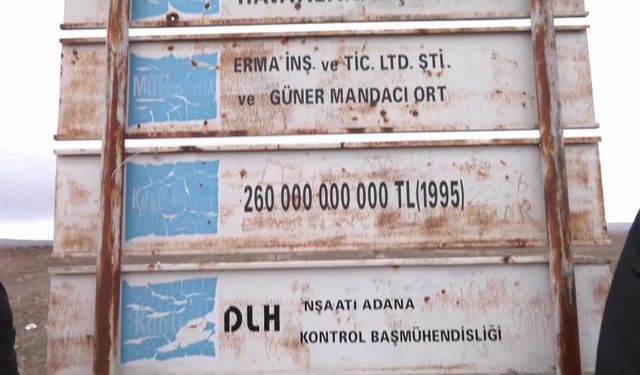 ERMA İNŞ. ve TİC. LTD. ŞTİ.
ve GÜNER MANDACI ORT
260 000 000 000 TL(1995)
DLH NŞAATI ADANA
KONTROL BAŞMÜHENDİSLİĞİ